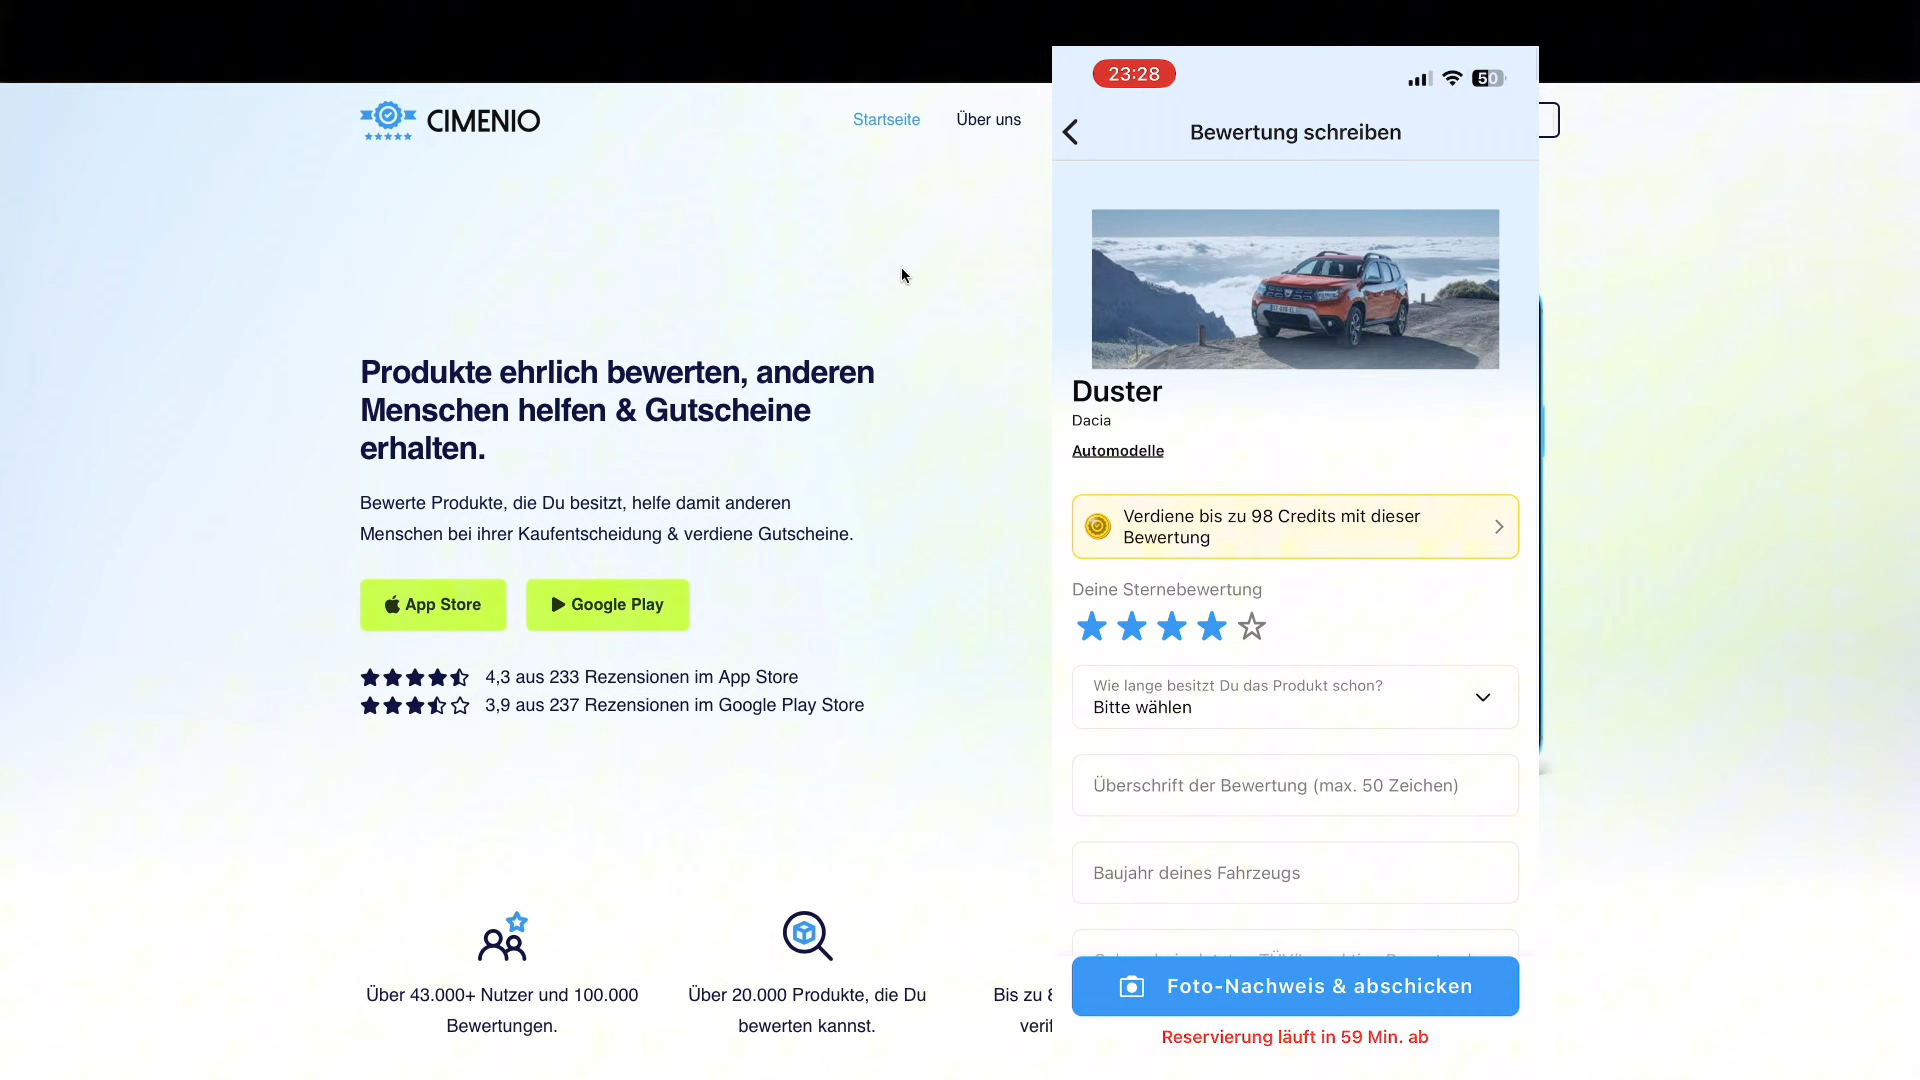 CIMENIO
Startseite
Über uns
Produkte ehrlich bewerten, anderen
Menschen helfen & Gutscheine
erhalten.
Bewerte Produkte, die Du besitzt, helfe damit anderen
Menschen bei ihrer Kaufentscheidung & verdiene Gutscheine.
App Store
Google Play
4,3 aus 233 Rezensionen im App Store
3,9 aus 237 Rezensionen im Google Play Store
Über 43.000+ Nutzer und 100.000
Bewertungen.
Über 20.000 Produkte, die Du
bewerten kannst.
Bis zu 8
verif
23:28
50
Bewertung schreiben
Duster
Dacia
Automodelle
Verdiene bis zu 98 Credits mit dieser
Bewertung
Deine Sternebewertung
Wie lange besitzt Du das Produkt schon?
Bitte wählen
Überschrift der Bewertung (max. 50 Zeichen)
Baujahr deines Fahrzeugs
Foto-Nachweis & abschicken
Reservierung läuft in 59 Min. ab